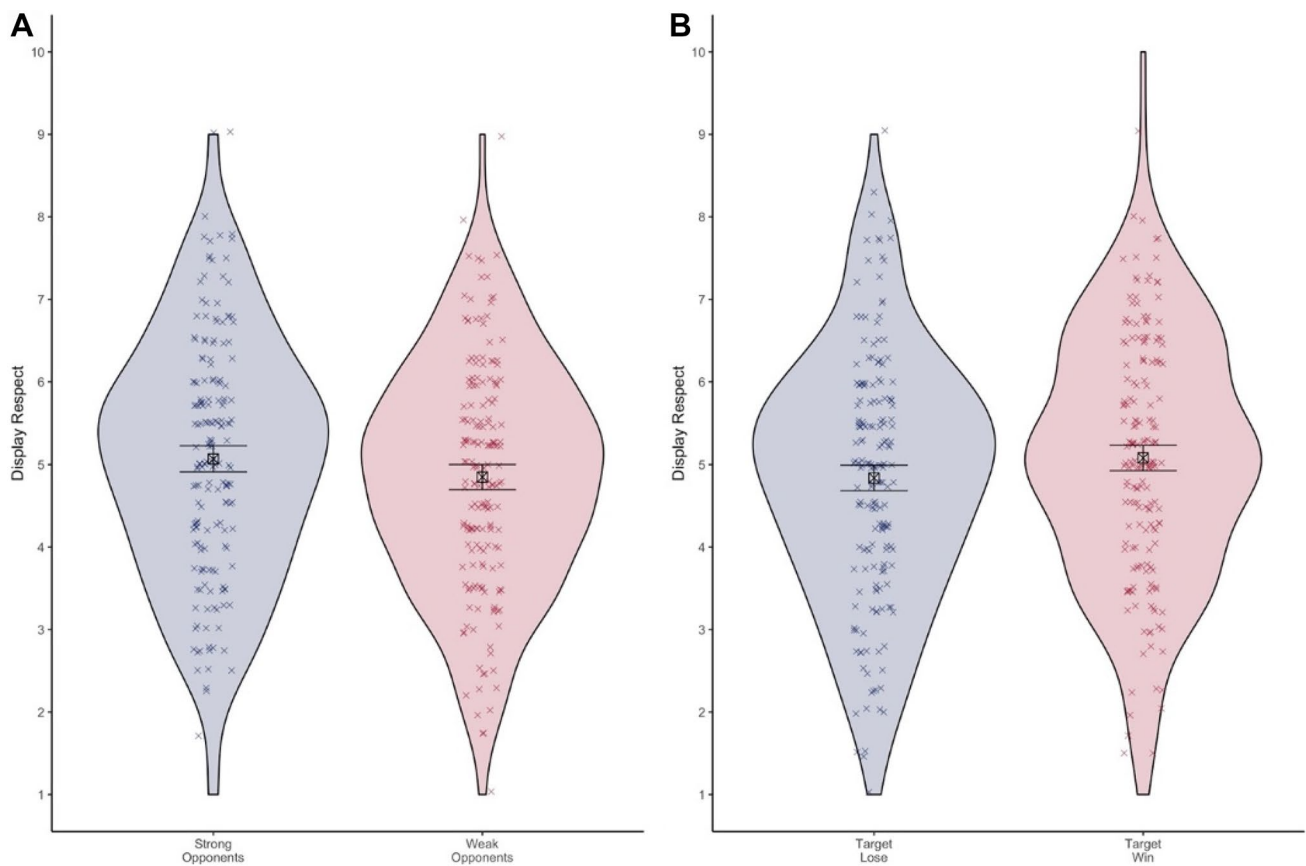 A
10
9
8
7
6
5
4
3
2
1
Display Respect
Strong
Opponents
Weak
Opponents
B
10
9
8
7
6
5
4
3
2
1
Display Respect
Target
Lose
Target
Win